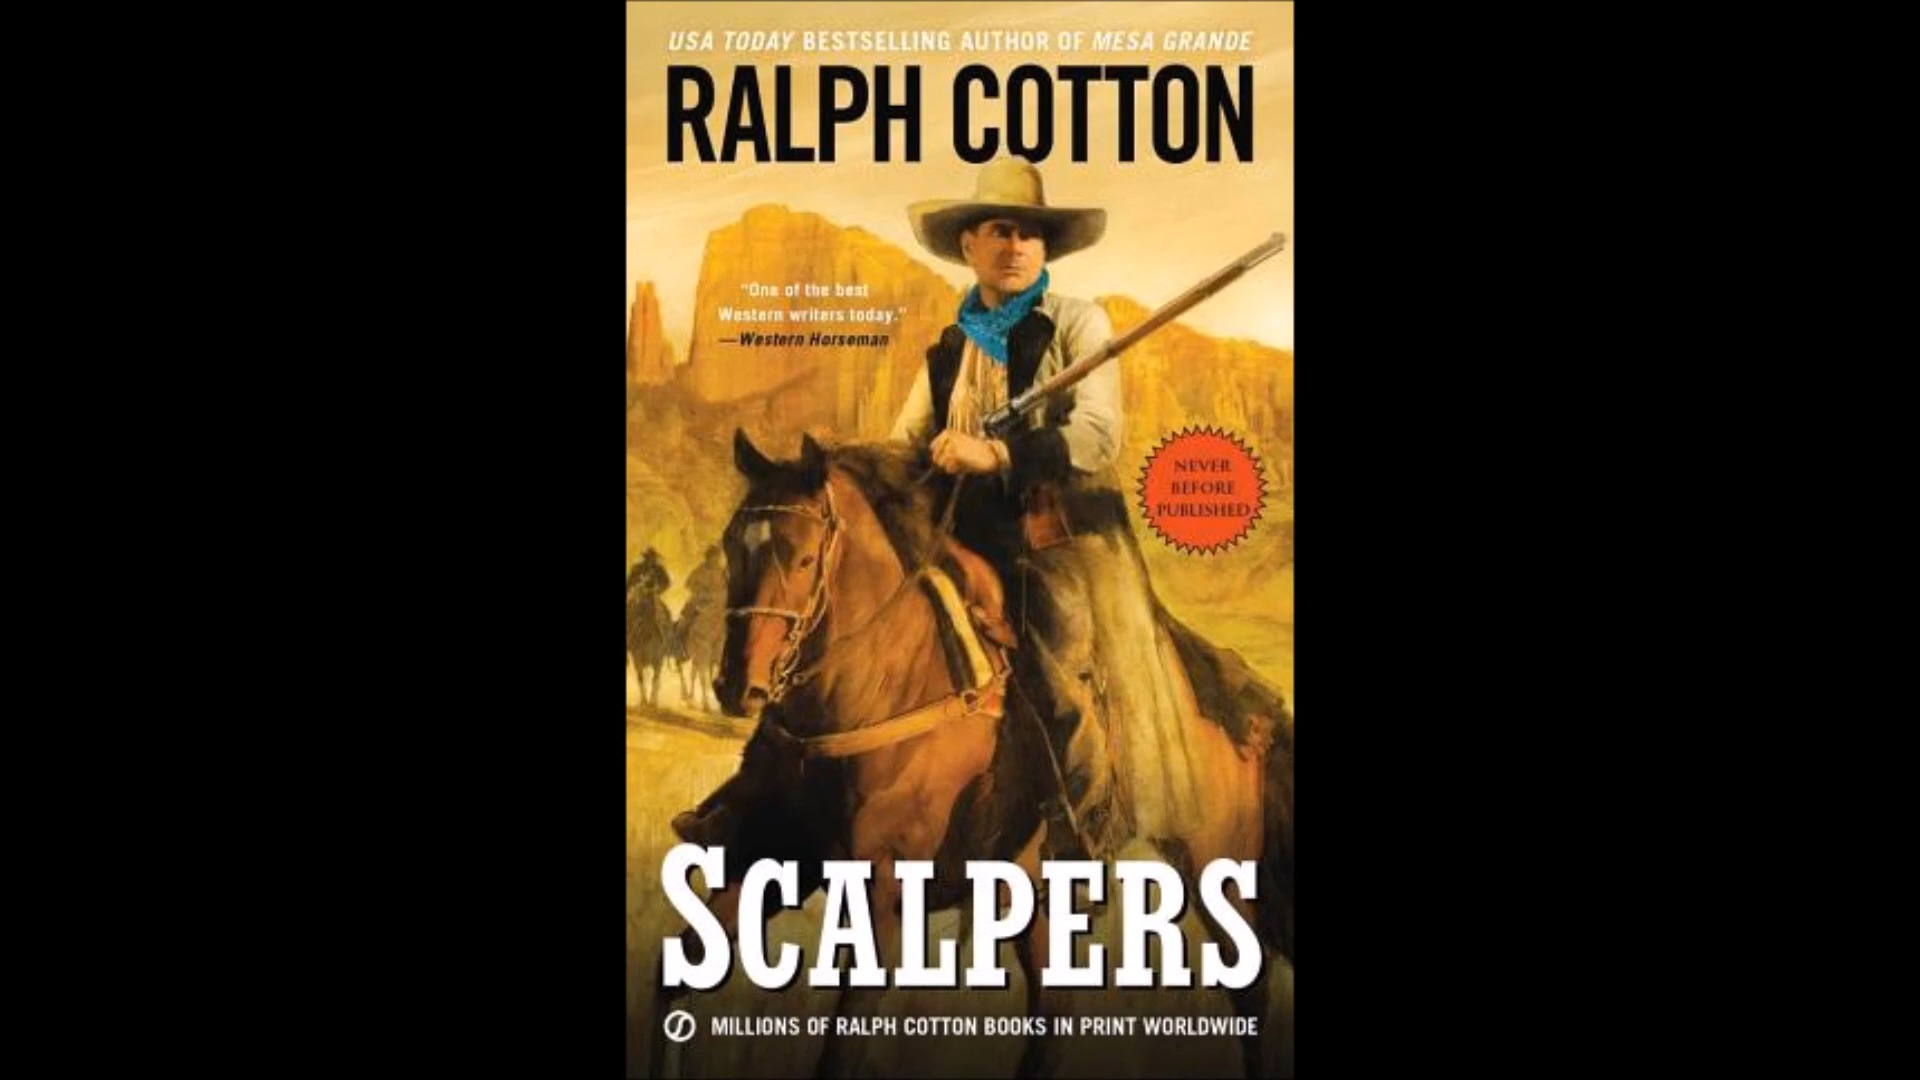 USA TODAY BESTSELLING AUTHOR OF MESA GRANDE
RALPH COTTON
"One of the best
Western writers today."
—Western Horseman
NEVER
BEFORE
PUBLISHED
SCALPERS
MILLIONS OF RALPH COTTON BOOKS IN PRINT WORLDWIDE